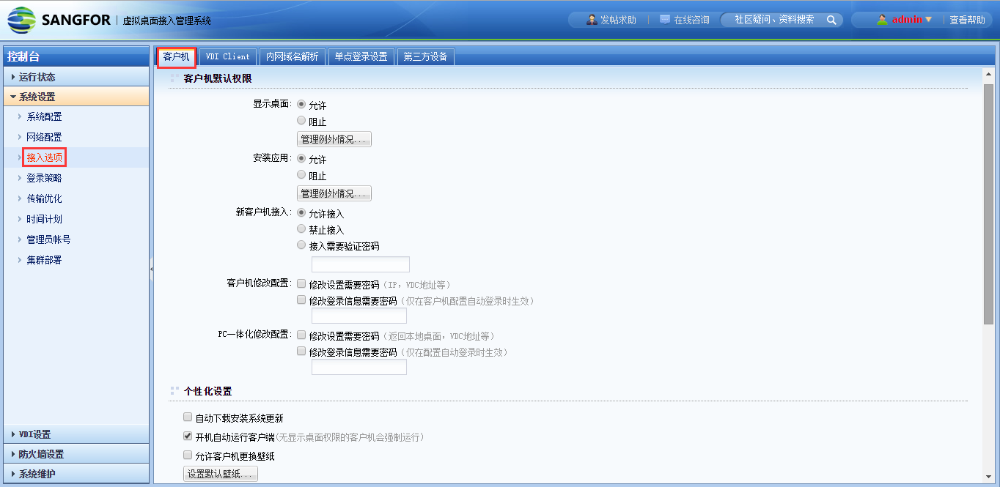 SANGFOR 虚拟桌面接入管理系统 发帖求助 在线咨询 社区疑问、资料搜索 admin 查看帮助
控制台
运行状态
系统设置
系统配置
网络配置
接入选项
登录策略
传输优化
时间计划
管理员帐号
集群部署
VDI设置
防火墙设置
系统维护
客户机 VDI Client 内网域名解析 单点登录设置 第三方设备
客户机默认权限
显示桌面: 允许
阻止
管理例外情况...
安装应用: 允许
阻止
管理例外情况...
新客户机接入: 允许接入
禁止接入
接入需要验证密码
客户机修改配置: 修改设置需要密码（IP，VDC地址等）
修改登录信息需要密码（仅在客户机配置自动登录时生效）
PC一体化修改配置: 修改设置需要密码（返回本地桌面，VDC地址等）
修改登录信息需要密码（仅在配置自动登录时生效）
个性化设置
自动下载安装系统更新
开机自动运行客户端(无显示桌面权限的客户机会强制运行)
允许客户机更换壁纸
设置默认壁纸...